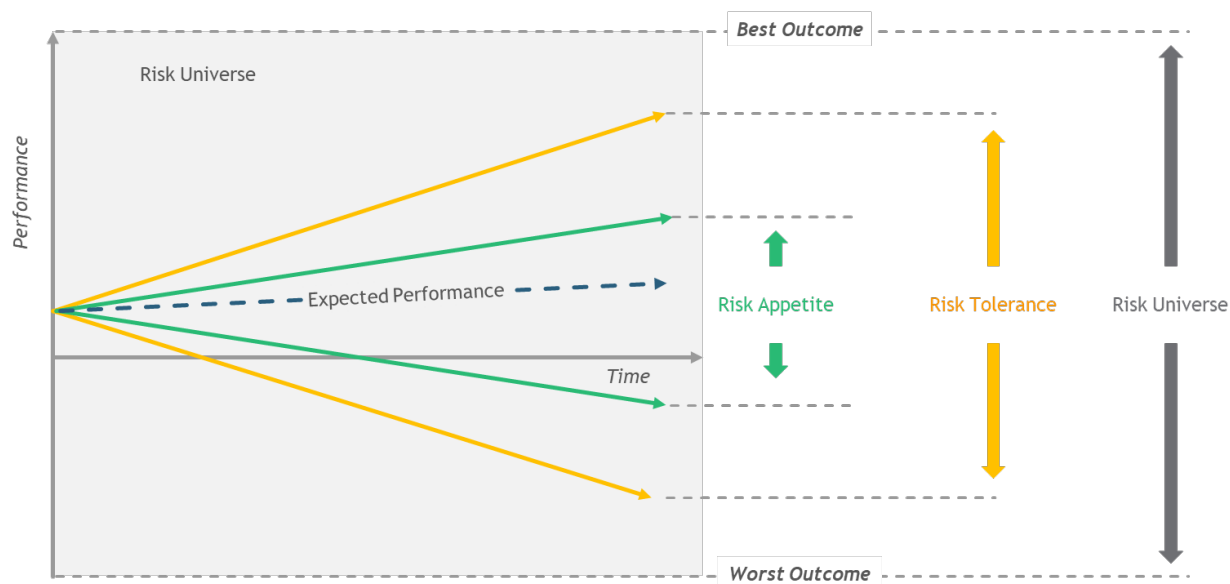 Best Outcome
Risk Universe
Performance
Expected Performance
Risk Appetite
Risk Tolerance
Risk Universe
Time
Worst Outcome